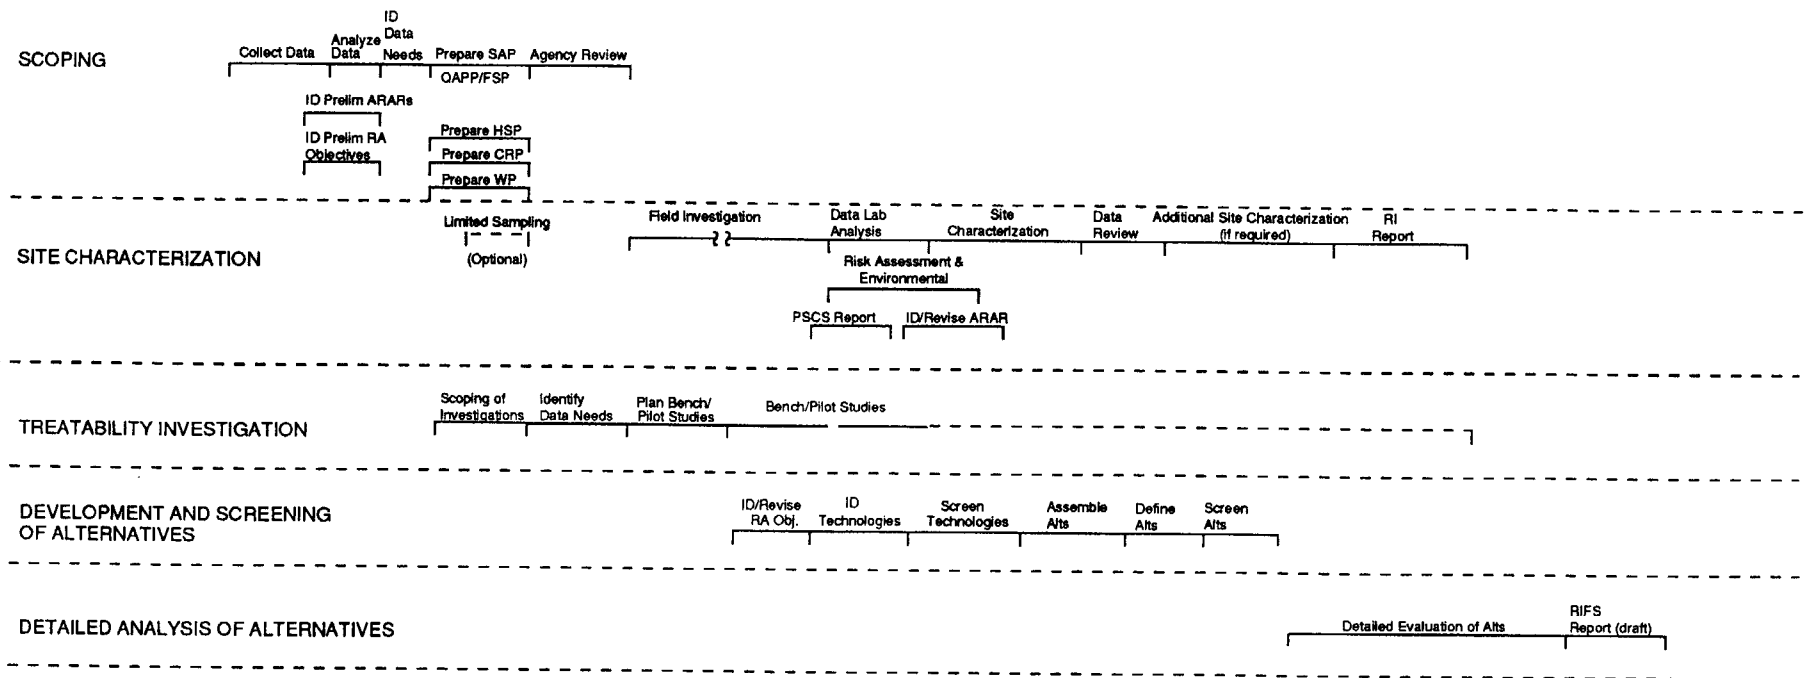 SCOPING
Collect Data
Analyze
Data
ID
Data
Needs
Prepare SAP
QAPP/FSP
Agency Review
ID Prelim ARARs
ID Prelim RA
Objectives
Prepare HSP
Prepare CRP
Prepare WP
SITE CHARACTERIZATION
Limited Sampling
(Optional)
Field Investigation
Data Lab
Analysis
Site
Characterization
Data
Review
Additional Site Characterization
(if required)
RI
Report
Risk Assessment &
Environmental
PSCS Report
ID/Revise ARAR
TREATABILITY INVESTIGATION
Scoping of
Investigations
Identify
Data Needs
Plan Bench/
Pilot Studies
Bench/Pilot Studies
DEVELOPMENT AND SCREENING
OF ALTERNATIVES
ID/Revise
RA Obj.
ID
Technologies
Screen
Technologies
Assemble
Alts
Define
Alts
Screen
Alts
DETAILED ANALYSIS OF ALTERNATIVES
Detailed Evaluation of Alts
RIFS
Report (draft)